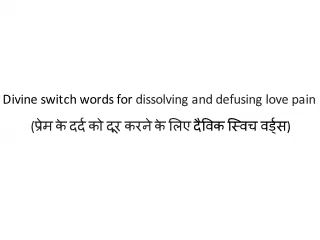 Divine switch words for dissolving and defusing love pain
(प्रेम के दर्द को दूर करने के लिए दैविक स्विच वर्ड्स)